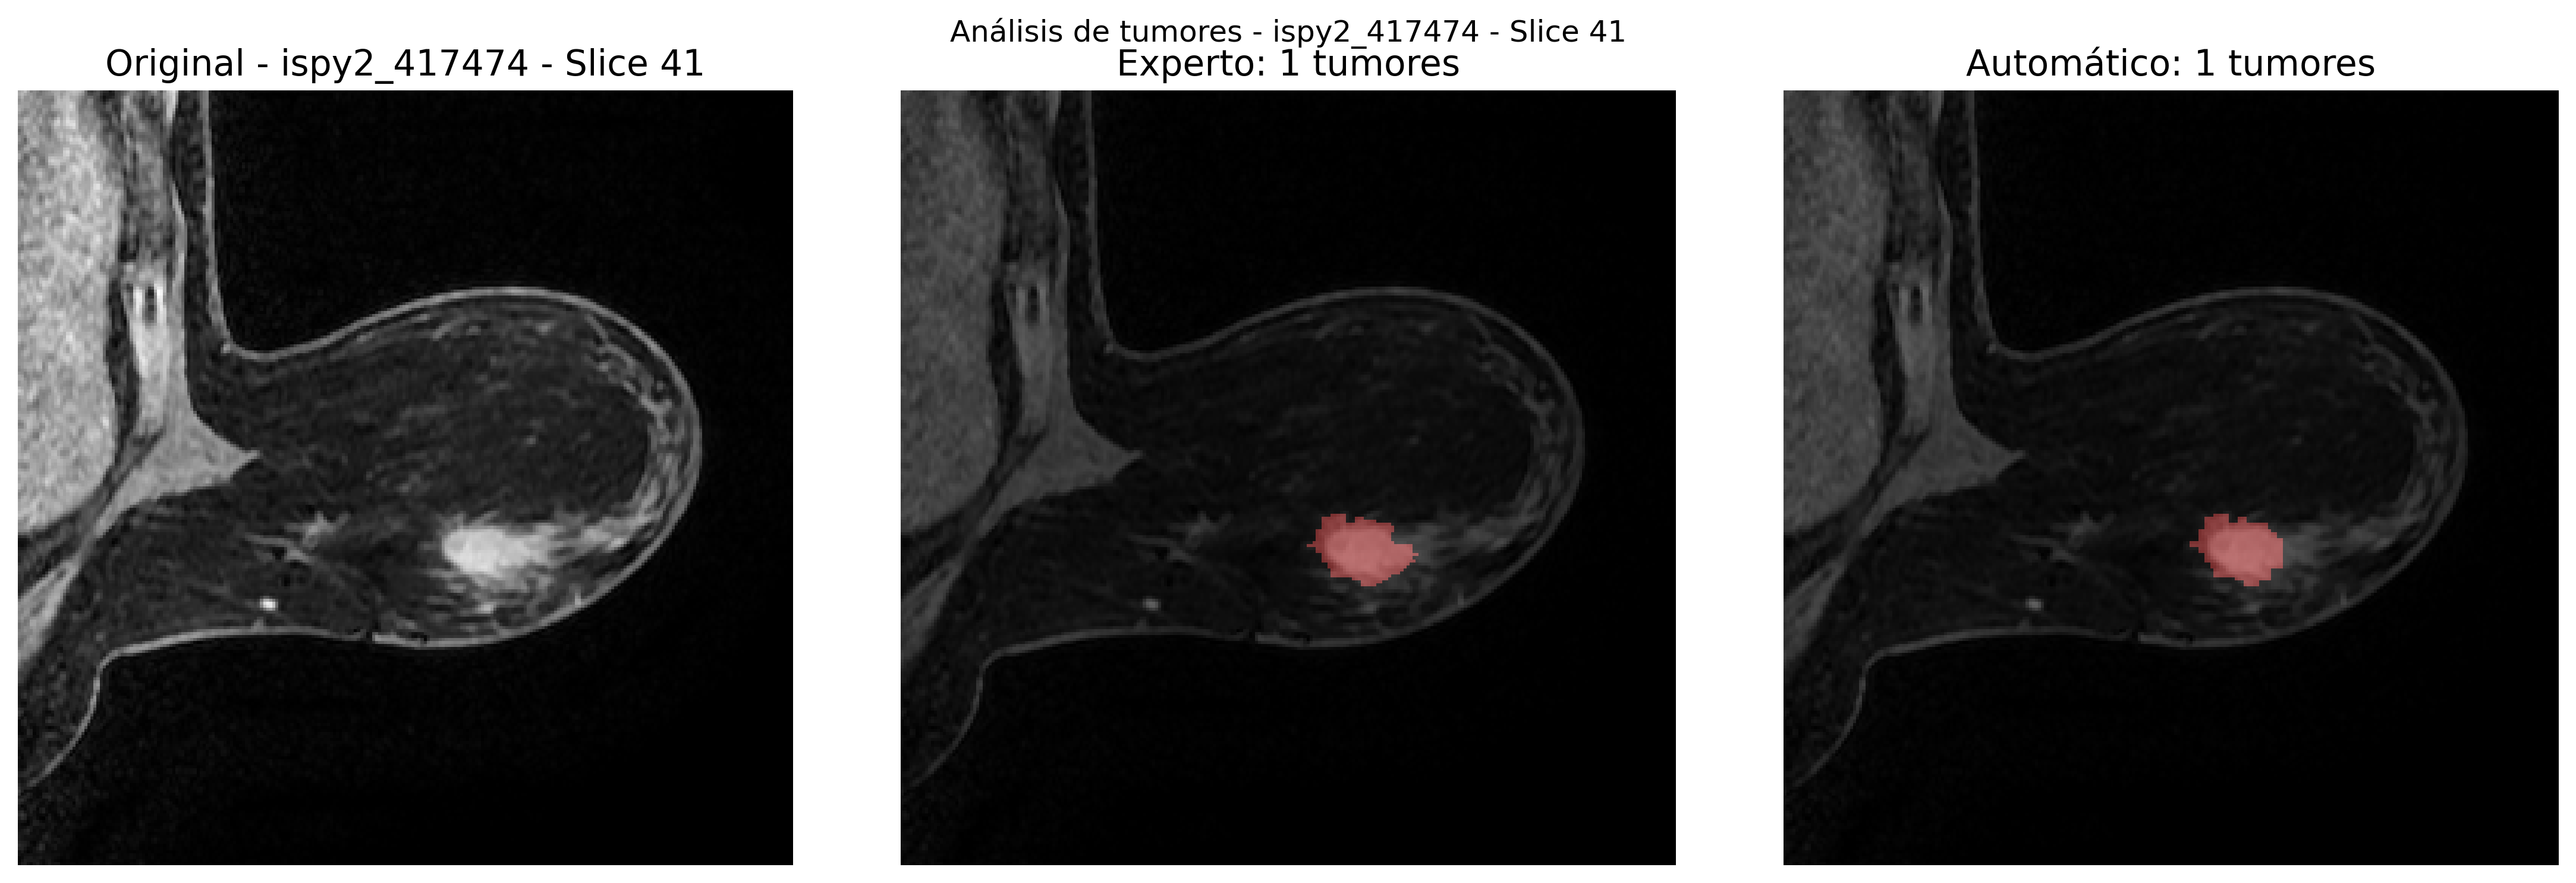 Análisis de tumores - ispy2_417474 - Slice 41
Original - ispy2_417474 - Slice 41
Experto: 1 tumores
Automático: 1 tumores